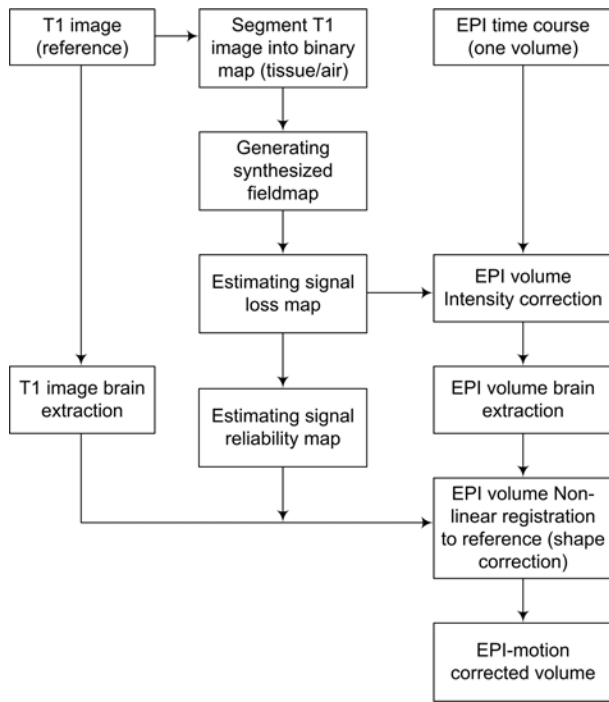 T1 image
(reference)
Segment T1
image into binary
map (tissue/air)
EPI time course
(one volume)
Generating
synthesized
fieldmap
Estimating signal
loss map
EPI volume
Intensity correction
T1 image brain
extraction
Estimating signal
reliability map
EPI volume brain
extraction
EPI volume Non-
linear registration
to reference (shape
correction)
EPI-motion
corrected volume